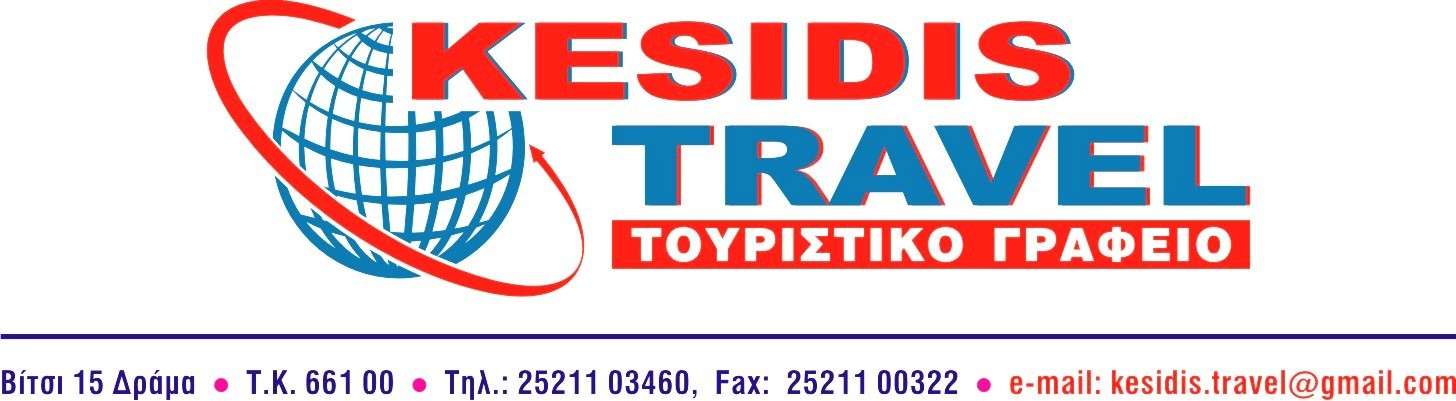 KESIDIS
TRAVEL
ΤΟΥΡΙΣΤΙΚΟ ΓΡΑΦΕΙΟ
Βίτσι 15 Δράμα • Τ.Κ. 661 00 • Τηλ.: 25211 03460, Fax: 25211 00322 • e-mail: kesidis.travel@gmail.com